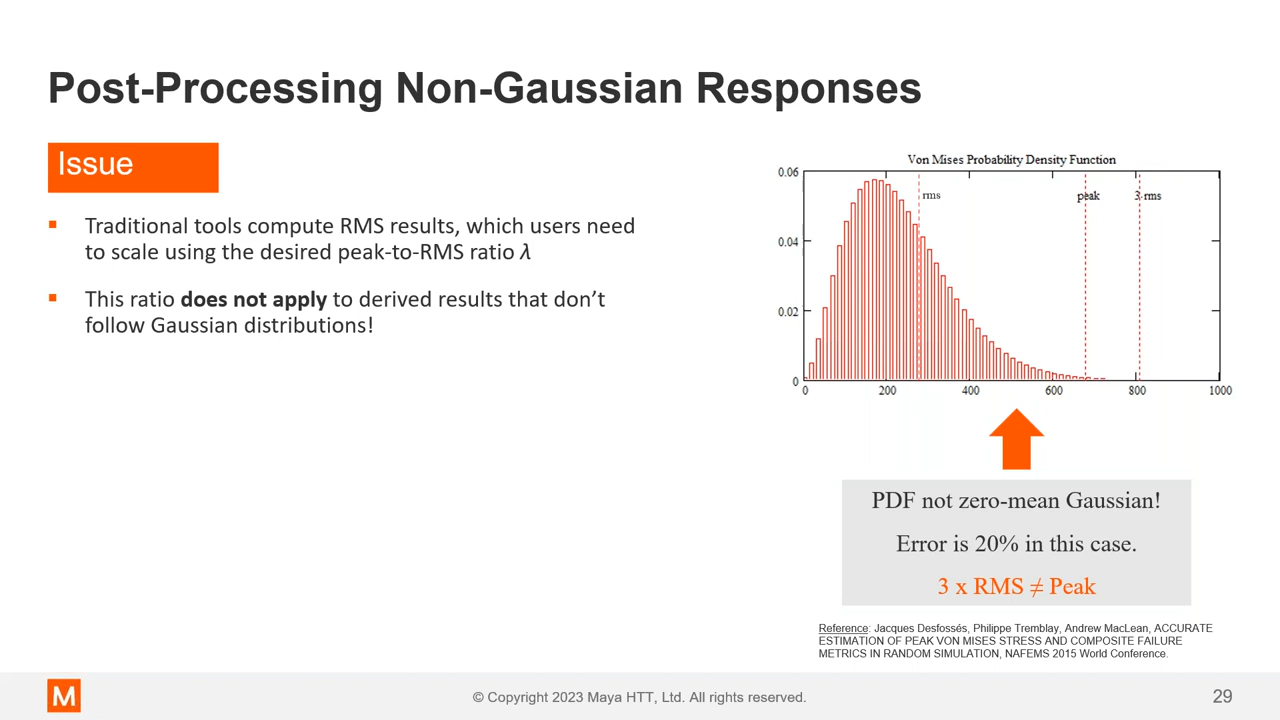 Post-Processing Non-Gaussian Responses
Issue
▪ Traditional tools compute RMS results, which users need
to scale using the desired peak-to-RMS ratio λ
▪ This ratio does not apply to derived results that don’t
follow Gaussian distributions!
Von Mises Probability Density Function
0.06
0.04
0.02
0
rms
peak
3 rms
0 200 400 600 800 1000
PDF not zero-mean Gaussian!
Error is 20% in this case.
3 x RMS ≠ Peak
Reference: Jacques Desfossés, Philippe Tremblay, Andrew MacLean, ACCURATE
ESTIMATION OF PEAK VON MISES STRESS AND COMPOSITE FAILURE
METRICS IN RANDOM SIMULATION, NAFEMS 2015 World Conference.
M
© Copyright 2023 Maya HTT, Ltd. All rights reserved.
29